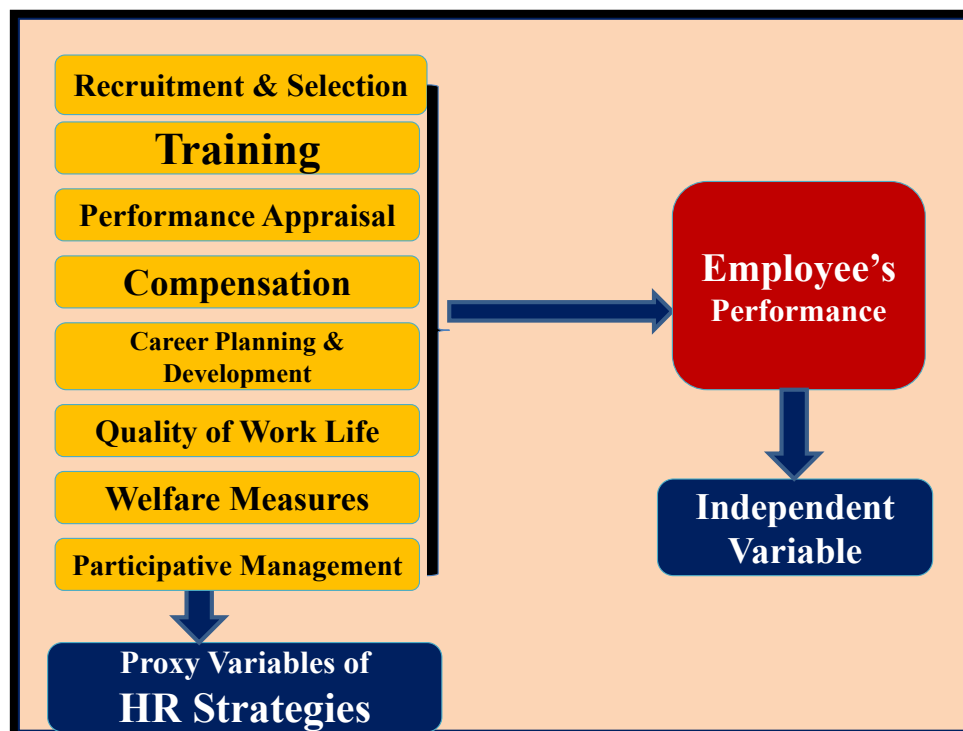 Recruitment & Selection
Training
Performance Appraisal
Compensation
Career Planning &
Development
Quality of Work Life
Welfare Measures
Participative Management
Proxy Variables of
HR Strategies
Employee’s
Performance
Independent
Variable